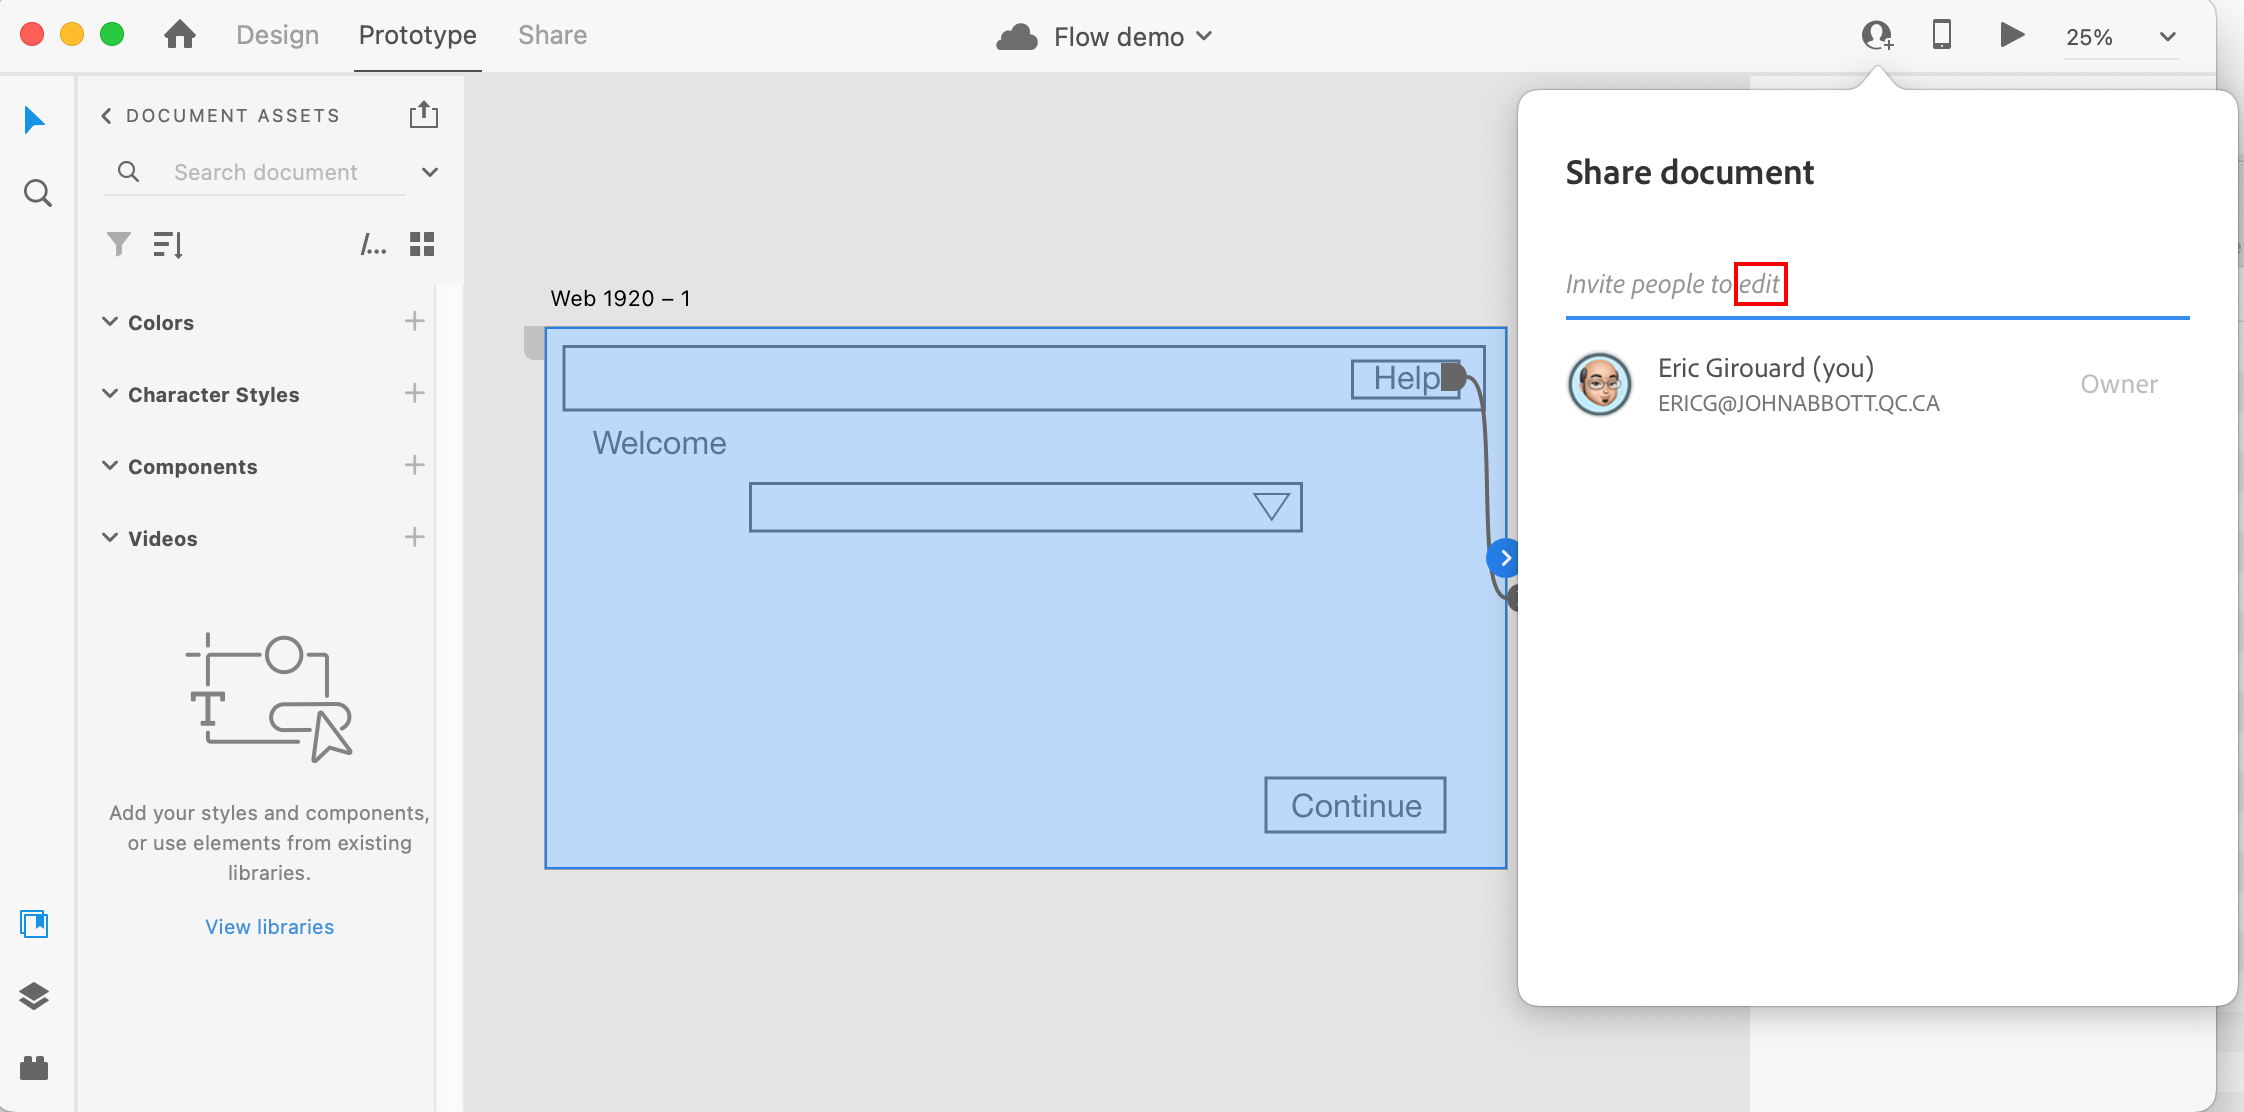 Design Prototype Share
Flow demo
25%
DOCUMENT ASSETS
Search document
/...
Colors
Character Styles
Components
Videos
Add your styles and components,
or use elements from existing
libraries.
View libraries
Web 1920 – 1
Help
Welcome
Continue
Share document
Invite people to edit
Eric Girouard (you)
ERICG@JOHNABBOTT.QC.CA
Owner